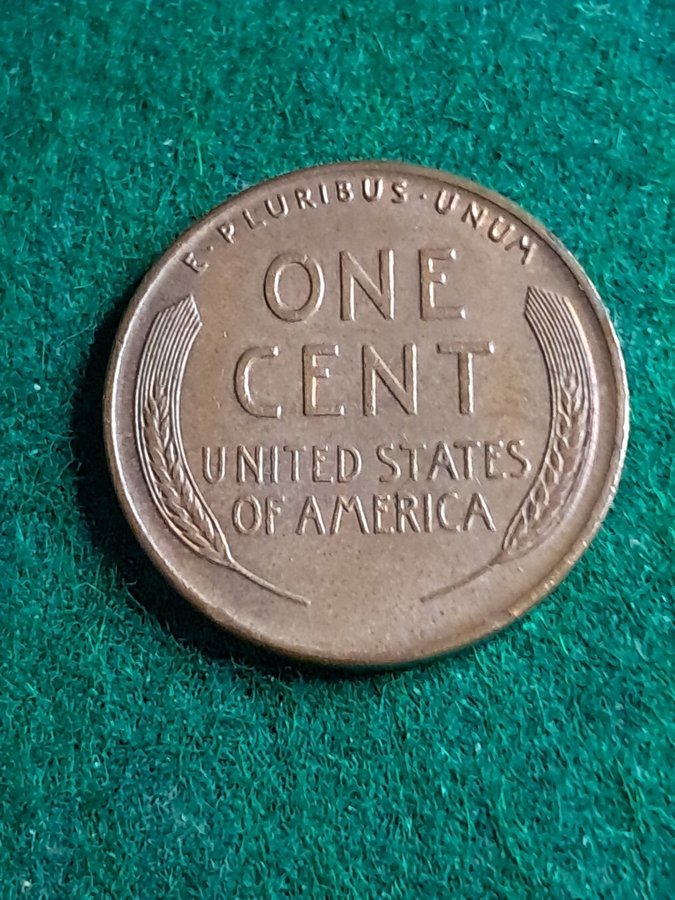 E·PLURIBUS·UNUM
ONE
CENT
UNITED STATES
OF AMERICA